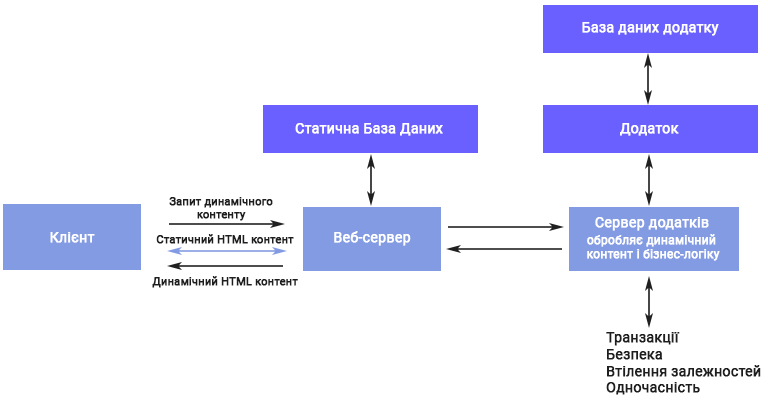 База даних додатку
Статична База Даних
Додаток
Запит динамічного
контенту
Клієнт
Статичний HTML контент
Динамічний HTML контент
Веб-сервер
Сервер додатків
обробляє динамічний
контент і бізнес-логіку
Транзакції
Безпека
Втілення залежностей
Одночасність